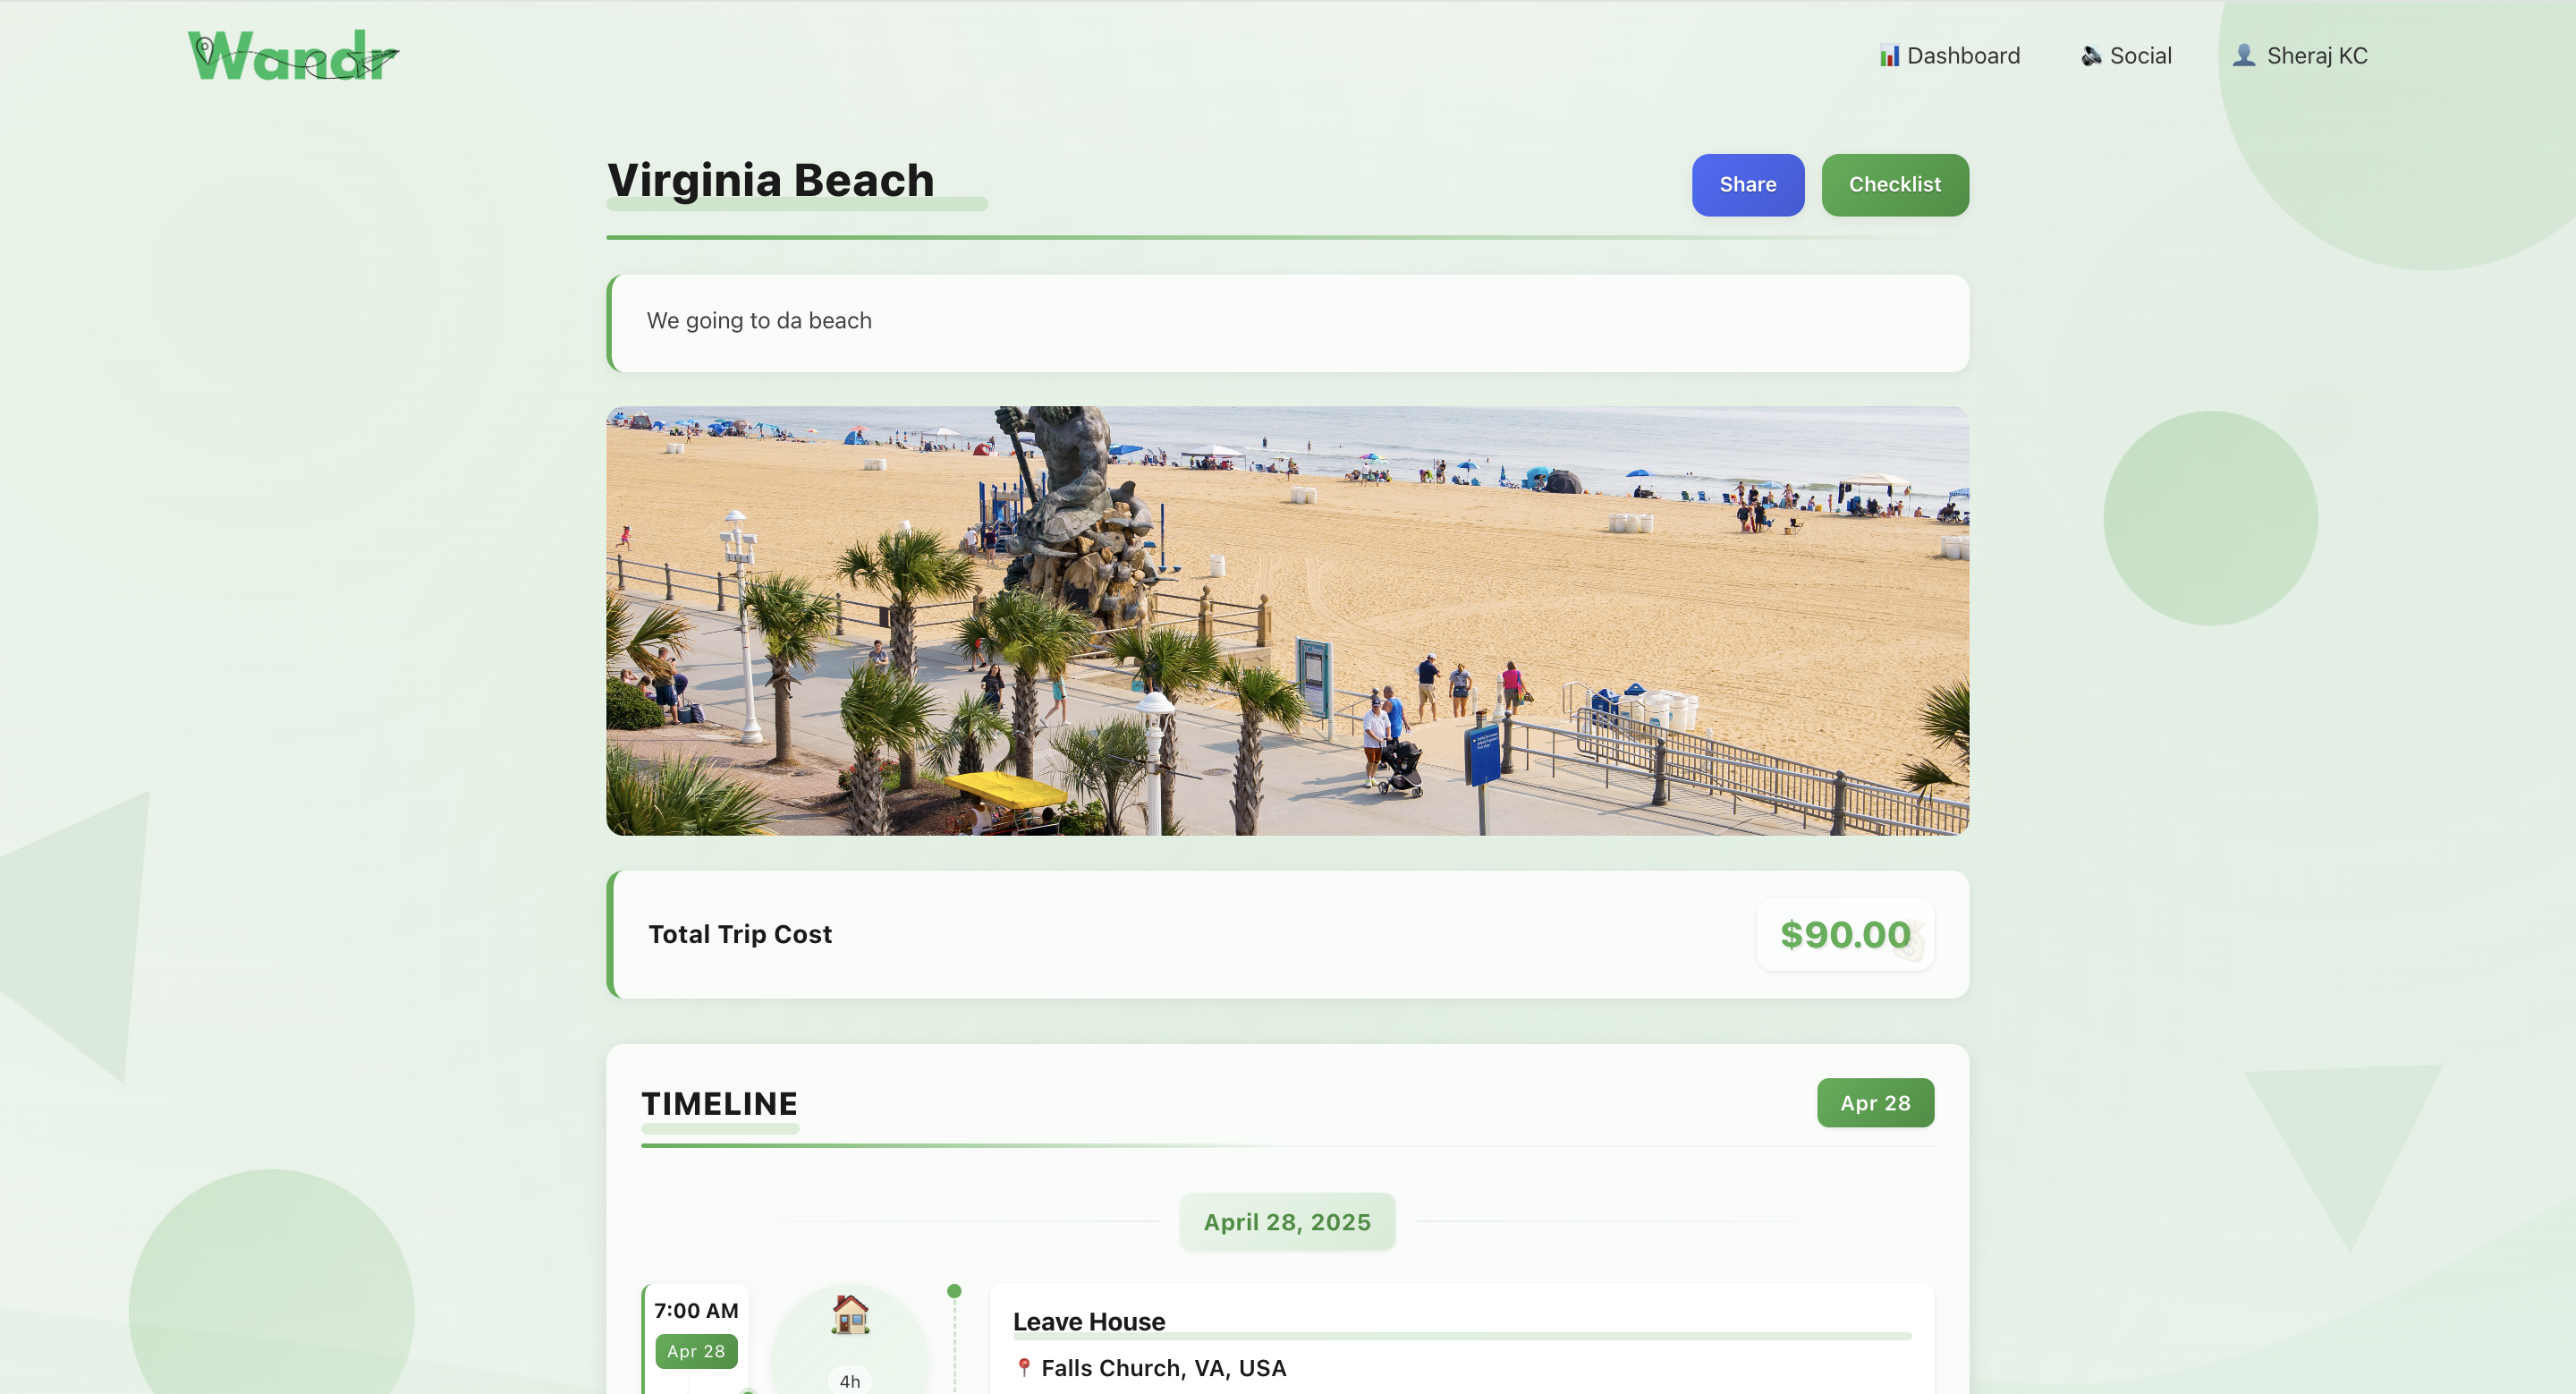 Wandr
Dashboard
Social
Sheraj KC
Virginia Beach
Share
Checklist
We going to da beach
Total Trip Cost
$90.00
TIMELINE
Apr 28
April 28, 2025
7:00 AM
Apr 28
4h
Leave House
Falls Church, VA, USA